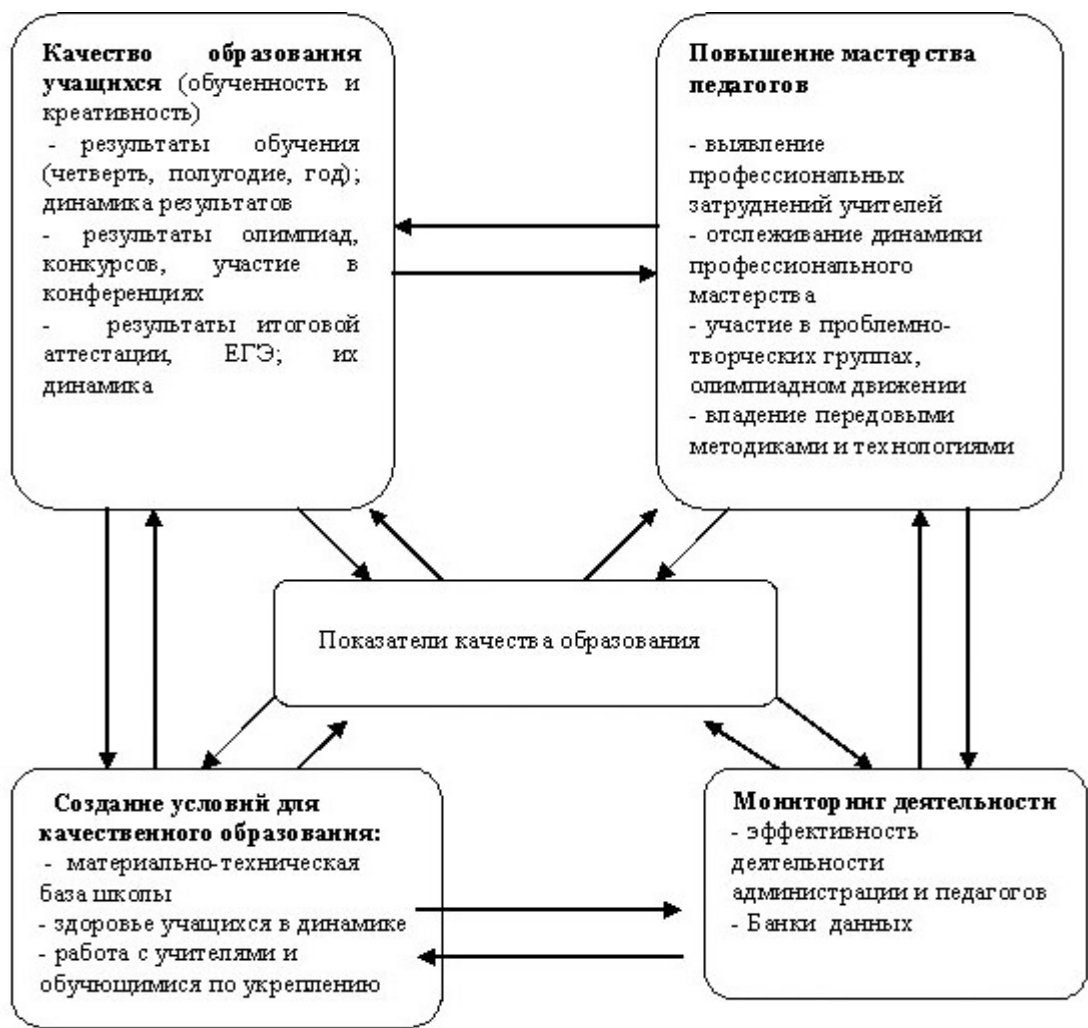 Качество образования
учащихся (обученность и
креативность)
- результаты обучения
(четверть, полугодие, год);
динамика результатов
- результаты олимпиад,
конкурсов, участие в
конференциях
- результаты итоговой
аттестации, ЕГЭ; их
динамика
Повышение мастерства
педагогов
- выявление
профессиональных
затруднений учителей
- отслеживание динамики
профессионального
мастерства
- участие в проблемно-
творческих группах,
олимпиадном движении
- владение передовыми
методиками и технологиями
Показатели качества образования
Создание условий для
качественного образования:
- материально-техническая
база школы
- здоровье учащихся в динамике
- работа с учителями и
обучющимися по укреплению
Мониторинг деятельности
- эффективность
деятельности
администрации и педагогов
- Банки данных